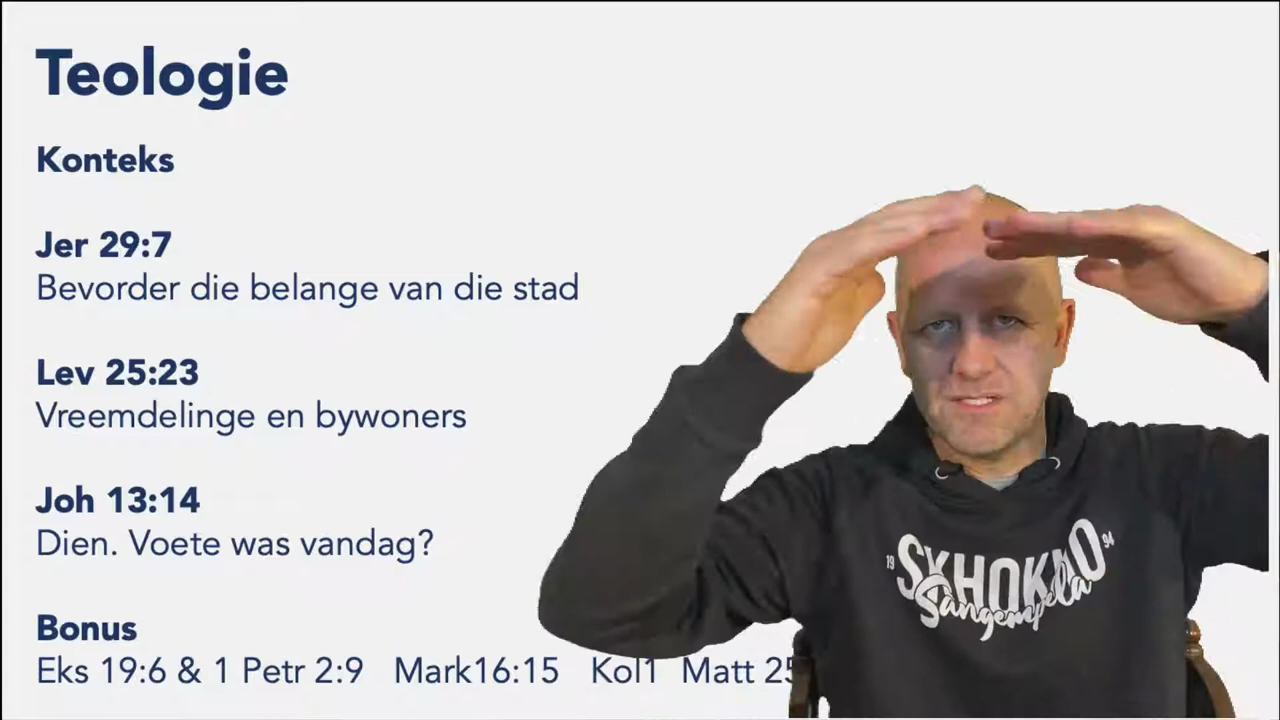 Teologie
Konteks
Jer 29:7
Bevorder die belange van die stad
Lev 25:23
Vreemdelinge en bywoners
Joh 13:14
Dien. Voete was vandag?
Bonus
Eks 19:6 & 1 Petr 2:9 Mark16:15 Kol1 Matt 25
19 SKHOKHO 94
Sangempela